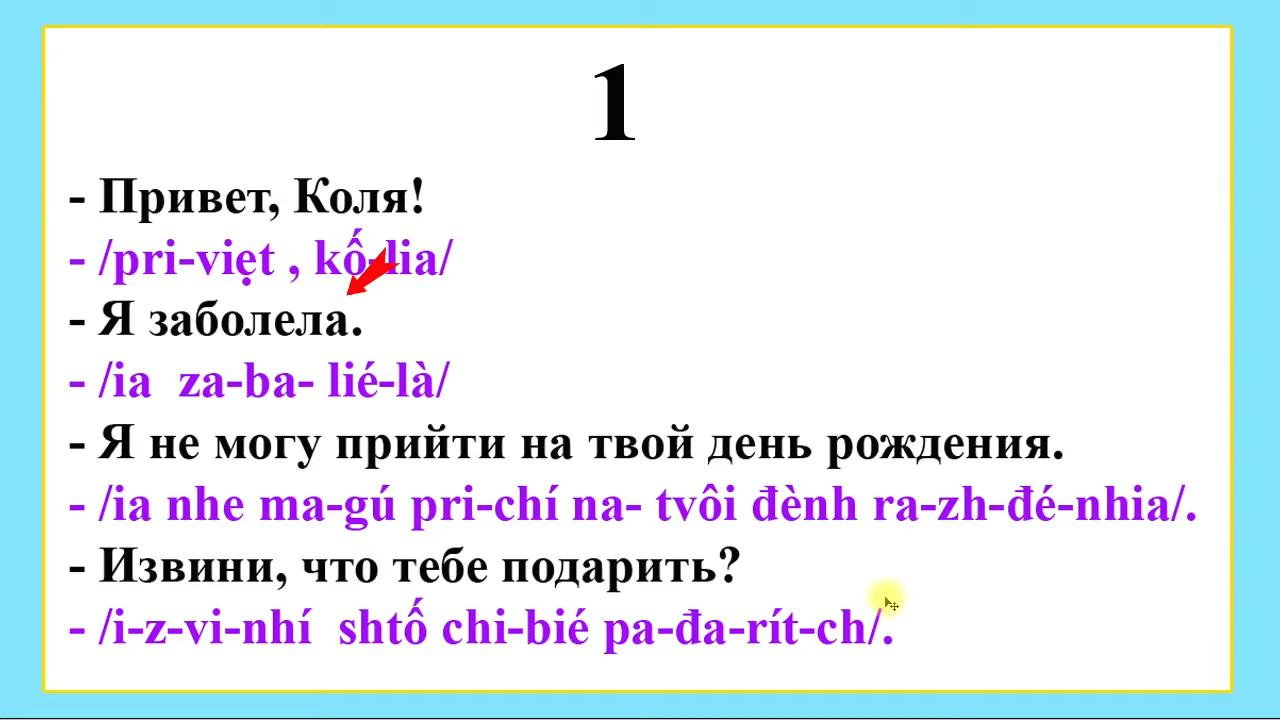 1
- Привет, Коля!
- /pri-viẹt , kố-lia/
- Я заболела.
- /ia za-ba- lié-là/
- Я не могу прийти на твой день рождения.
- /ia nhe ma-gú pri-chí na- tvôi đènh ra-zh-đé-nhia/.
- Извини, что тебе подарить?
- /i-z-vi-nhí shtố chi-bié pa-đa-rít-ch/.